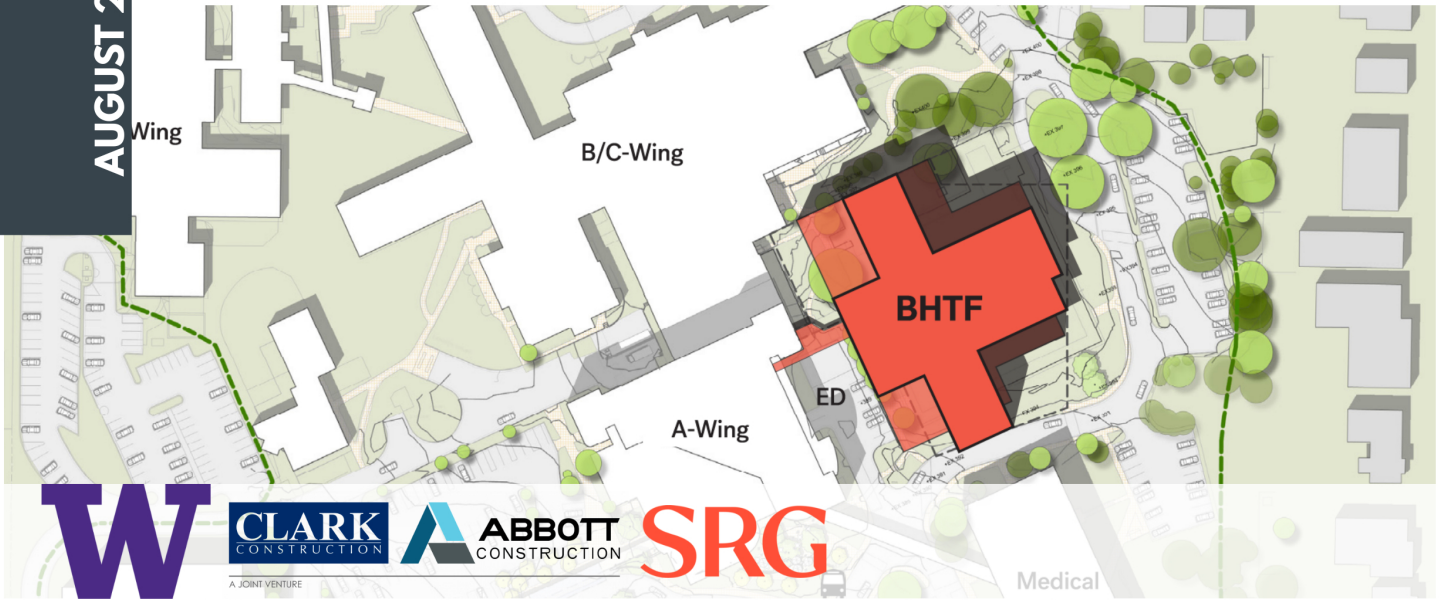 AUGUST 2
Wing
B/C-Wing
BHTF
ED
A-Wing
W
CLARK
CONSTRUCTION
ABBOTT
CONSTRUCTION
A JOINT VENTURE
SRG
Medical